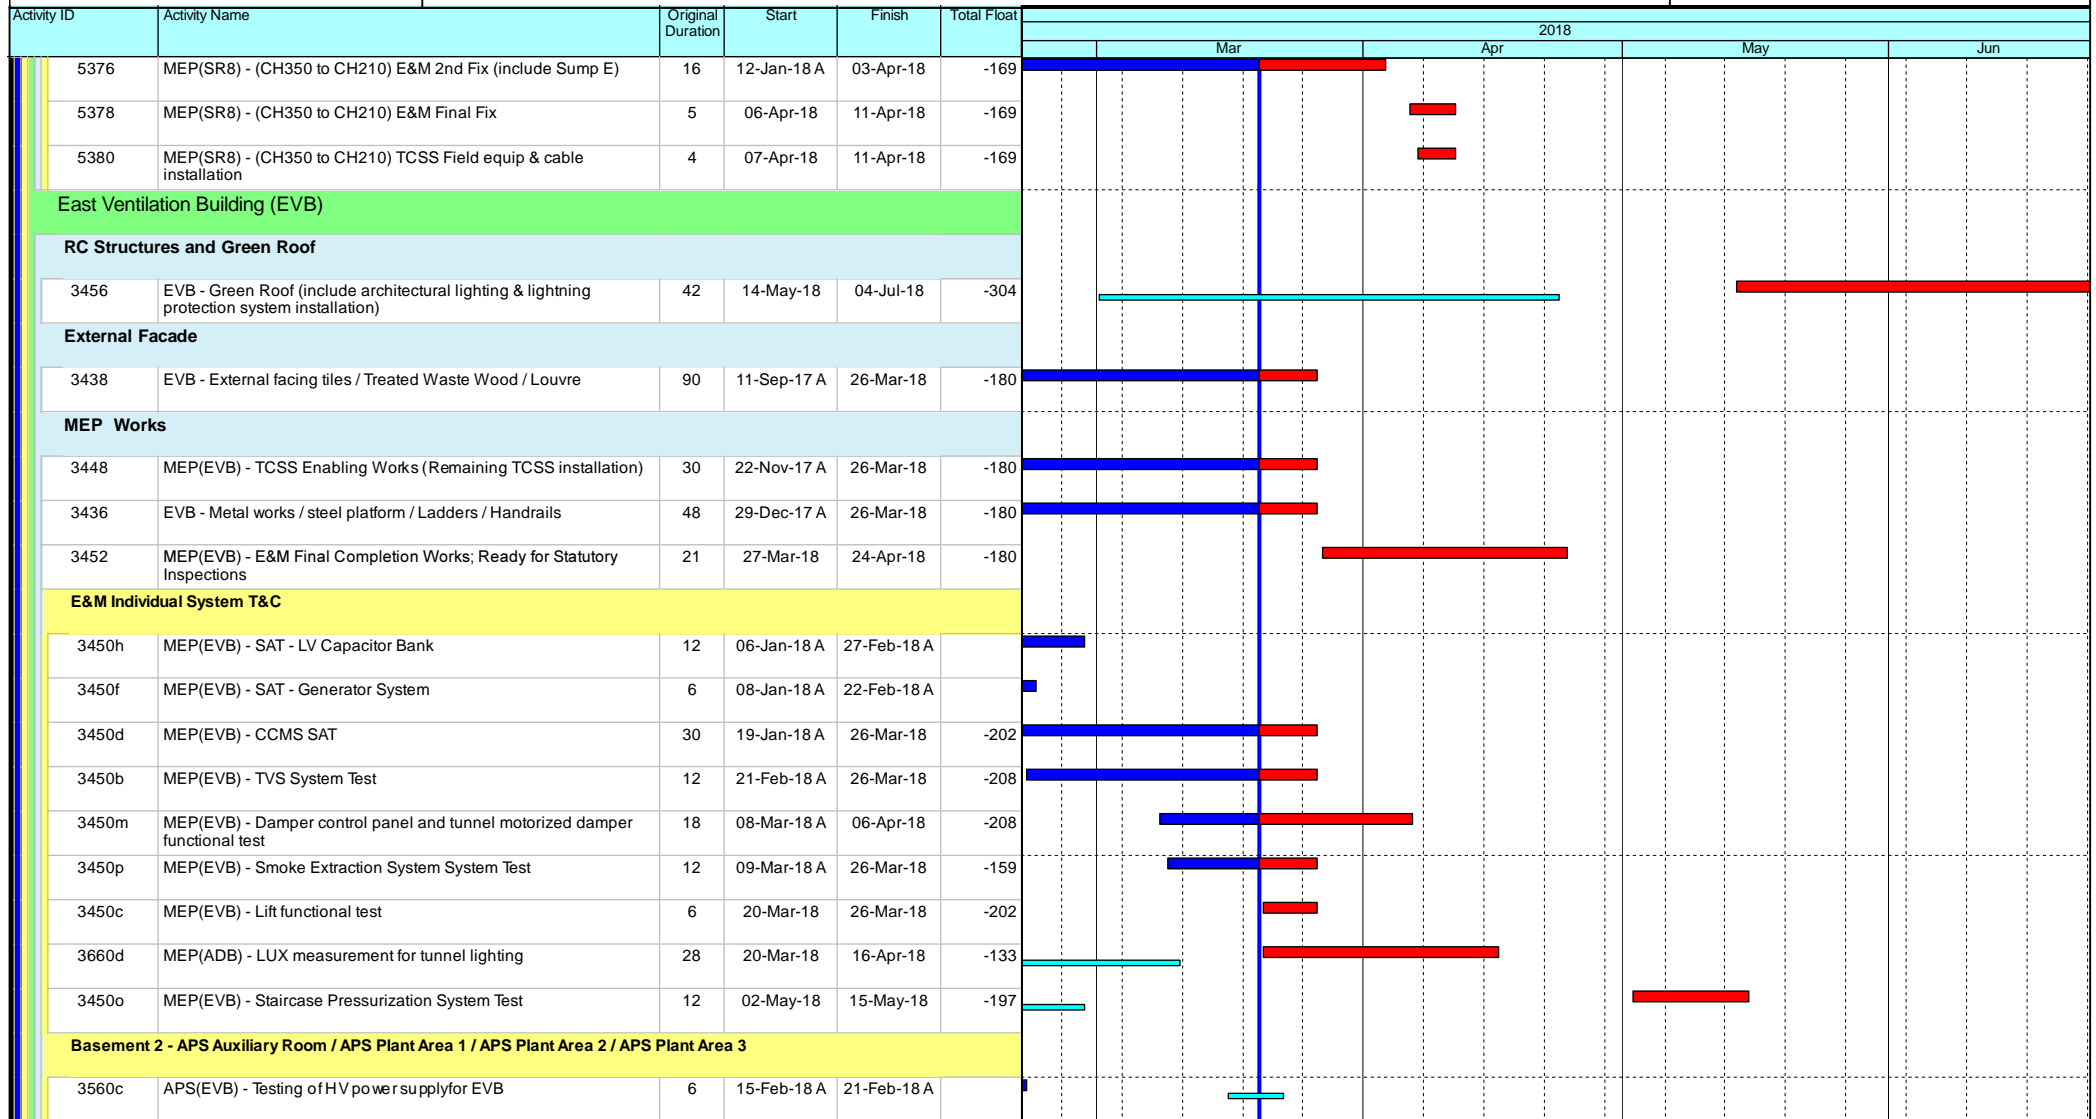 Activity ID Activity Name Original Start Finish Total Float
Duration
2018
Mar Apr May Jun
5376 MEP(SR8) - (CH350 to CH210) E&M 2nd Fix (include Sump E) 16 12-Jan-18 A 03-Apr-18 -169
5378 MEP(SR8) - (CH350 to CH210) E&M Final Fix 5 06-Apr-18 11-Apr-18 -169
5380 MEP(SR8) - (CH350 to CH210) TCSS Field equip & cable 4 07-Apr-18 11-Apr-18 -169
installation
East Ventilation Building (EVB)
RC Structures and Green Roof
3456 EVB - Green Roof (include architectural lighting & lightning 42 14-May-18 04-Jul-18 -304
protection system installation)
External Facade
3438 EVB - External facing tiles / Treated Waste Wood / Louvre 90 11-Sep-17 A 26-Mar-18 -180
MEP Works
3448 MEP(EVB) - TCSS Enabling Works (Remaining TCSS installation) 30 22-Nov-17 A 26-Mar-18 -180
3436 EVB - Metal works / steel platform / Ladders / Handrails 48 29-Dec-17 A 26-Mar-18 -180
3452 MEP(EVB) - E&M Final Completion Works; Ready for Statutory 21 27-Mar-18 24-Apr-18 -180
Inspections
E&M Individual System T&C
3450h MEP(EVB) - SAT - LV Capacitor Bank 12 06-Jan-18 A 27-Feb-18 A
3450f MEP(EVB) - SAT - Generator System 6 08-Jan-18 A 22-Feb-18 A
3450d MEP(EVB) - CCMS SAT 30 19-Jan-18 A 26-Mar-18 -202
3450b MEP(EVB) - TVS System Test 12 21-Feb-18 A 26-Mar-18 -208
3450m MEP(EVB) - Damper control panel and tunnel motorized damper 18 08-Mar-18 A 06-Apr-18 -208
functional test
3450p MEP(EVB) - Smoke Extraction System System Test 12 09-Mar-18 A 26-Mar-18 -159
3450c MEP(EVB) - Lift functional test 6 20-Mar-18 26-Mar-18 -202
3660d MEP(ADB) - LUX measurement for tunnel lighting 28 20-Mar-18 16-Apr-18 -133
3450o MEP(EVB) - Staircase Pressurization System Test 12 02-May-18 15-May-18 -197
Basement 2 - APS Auxiliary Room / APS Plant Area 1 / APS Plant Area 2 / APS Plant Area 3
3560c APS(EVB) - Testing of HV power supplyfor EVB 6 15-Feb-18 A 21-Feb-18 A